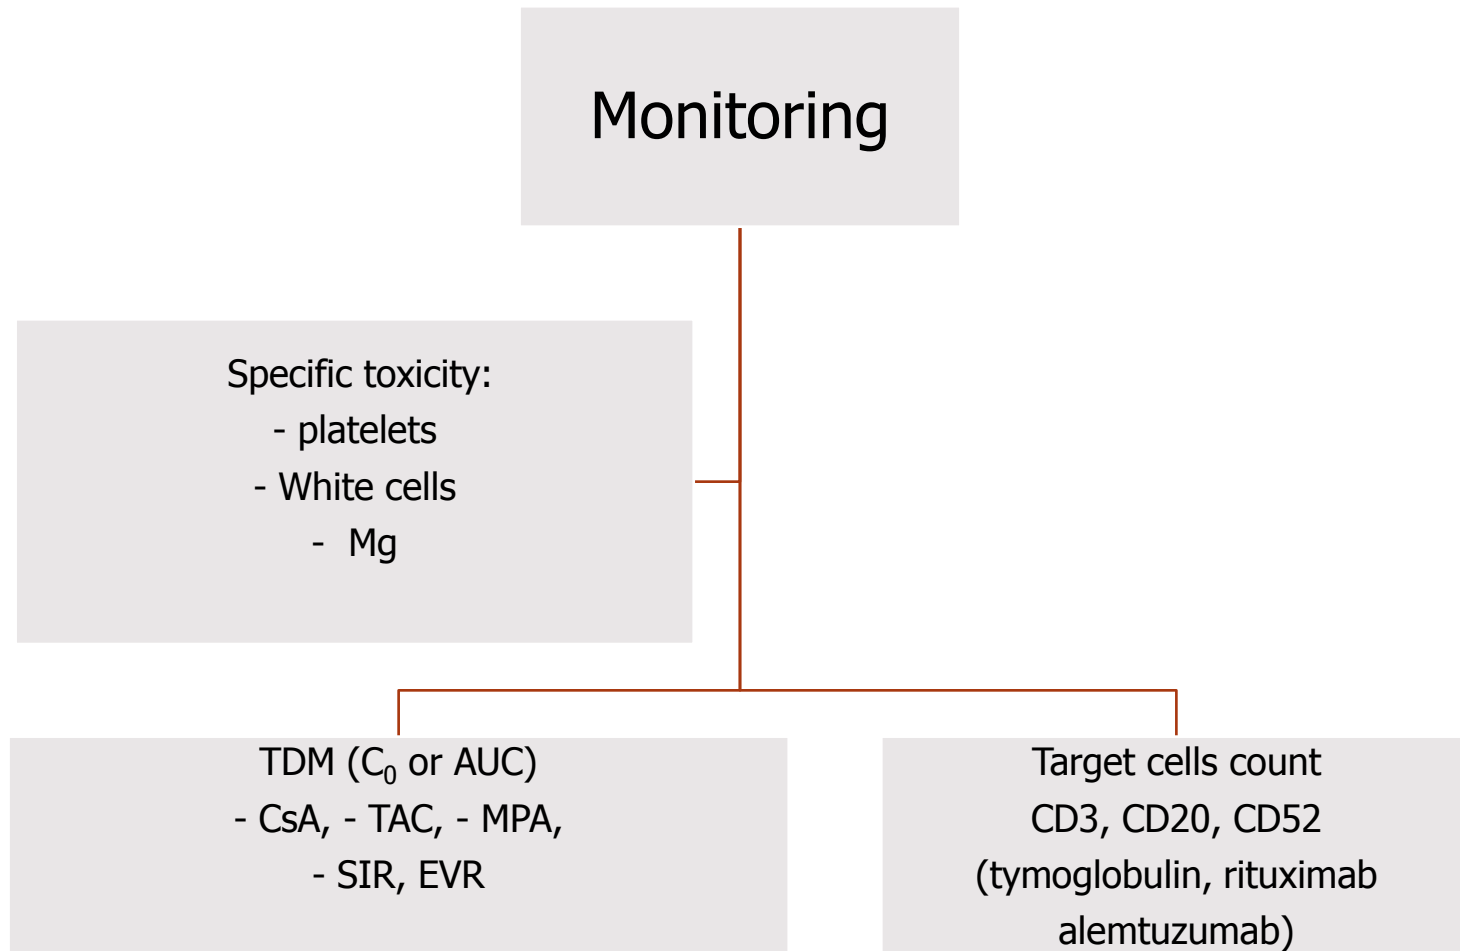 Monitoring
Specific toxicity:
- platelets
- White cells
- Mg
TDM (C₀ or AUC)
- CsA, - TAC, - MPA,
- SIR, EVR
Target cells count
CD3, CD20, CD52
(tymoglobulin, rituximab
alemtuzumab)